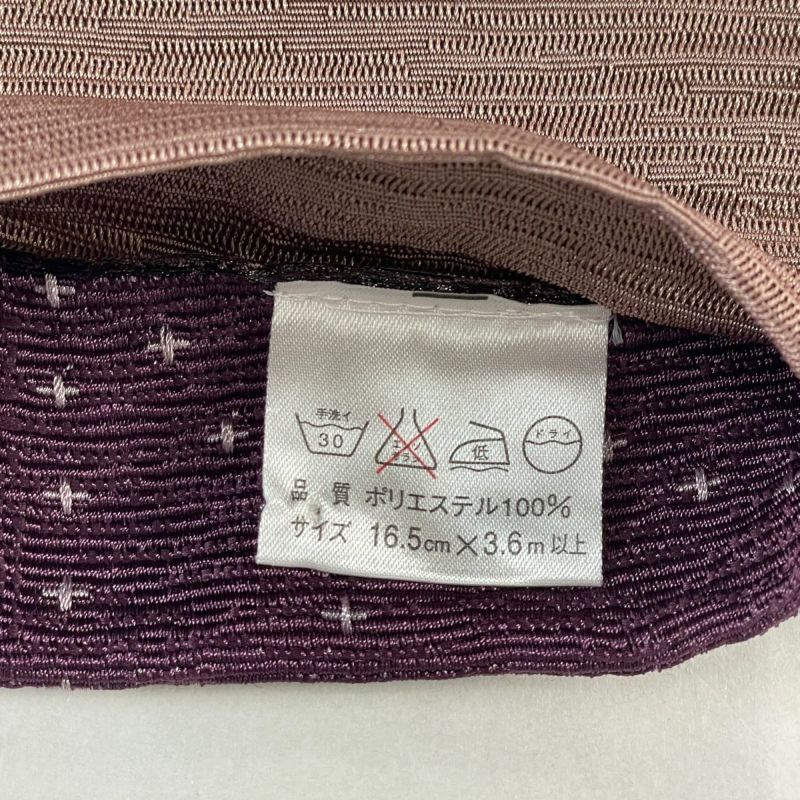 手洗イ
30
エンソ
サラシ
低
ドライ
品 質 ポリエステル100%
サイズ 16.5cm×3.6m以上